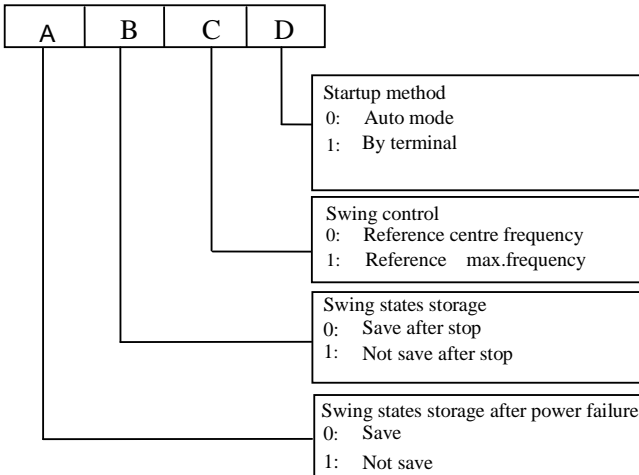 A B C D
Startup method
0: Auto mode
1: By terminal
Swing control
0: Reference centre frequency
1: Reference max.frequency
Swing states storage
0: Save after stop
1: Not save after stop
Swing states storage after power failure
0: Save
1: Not save